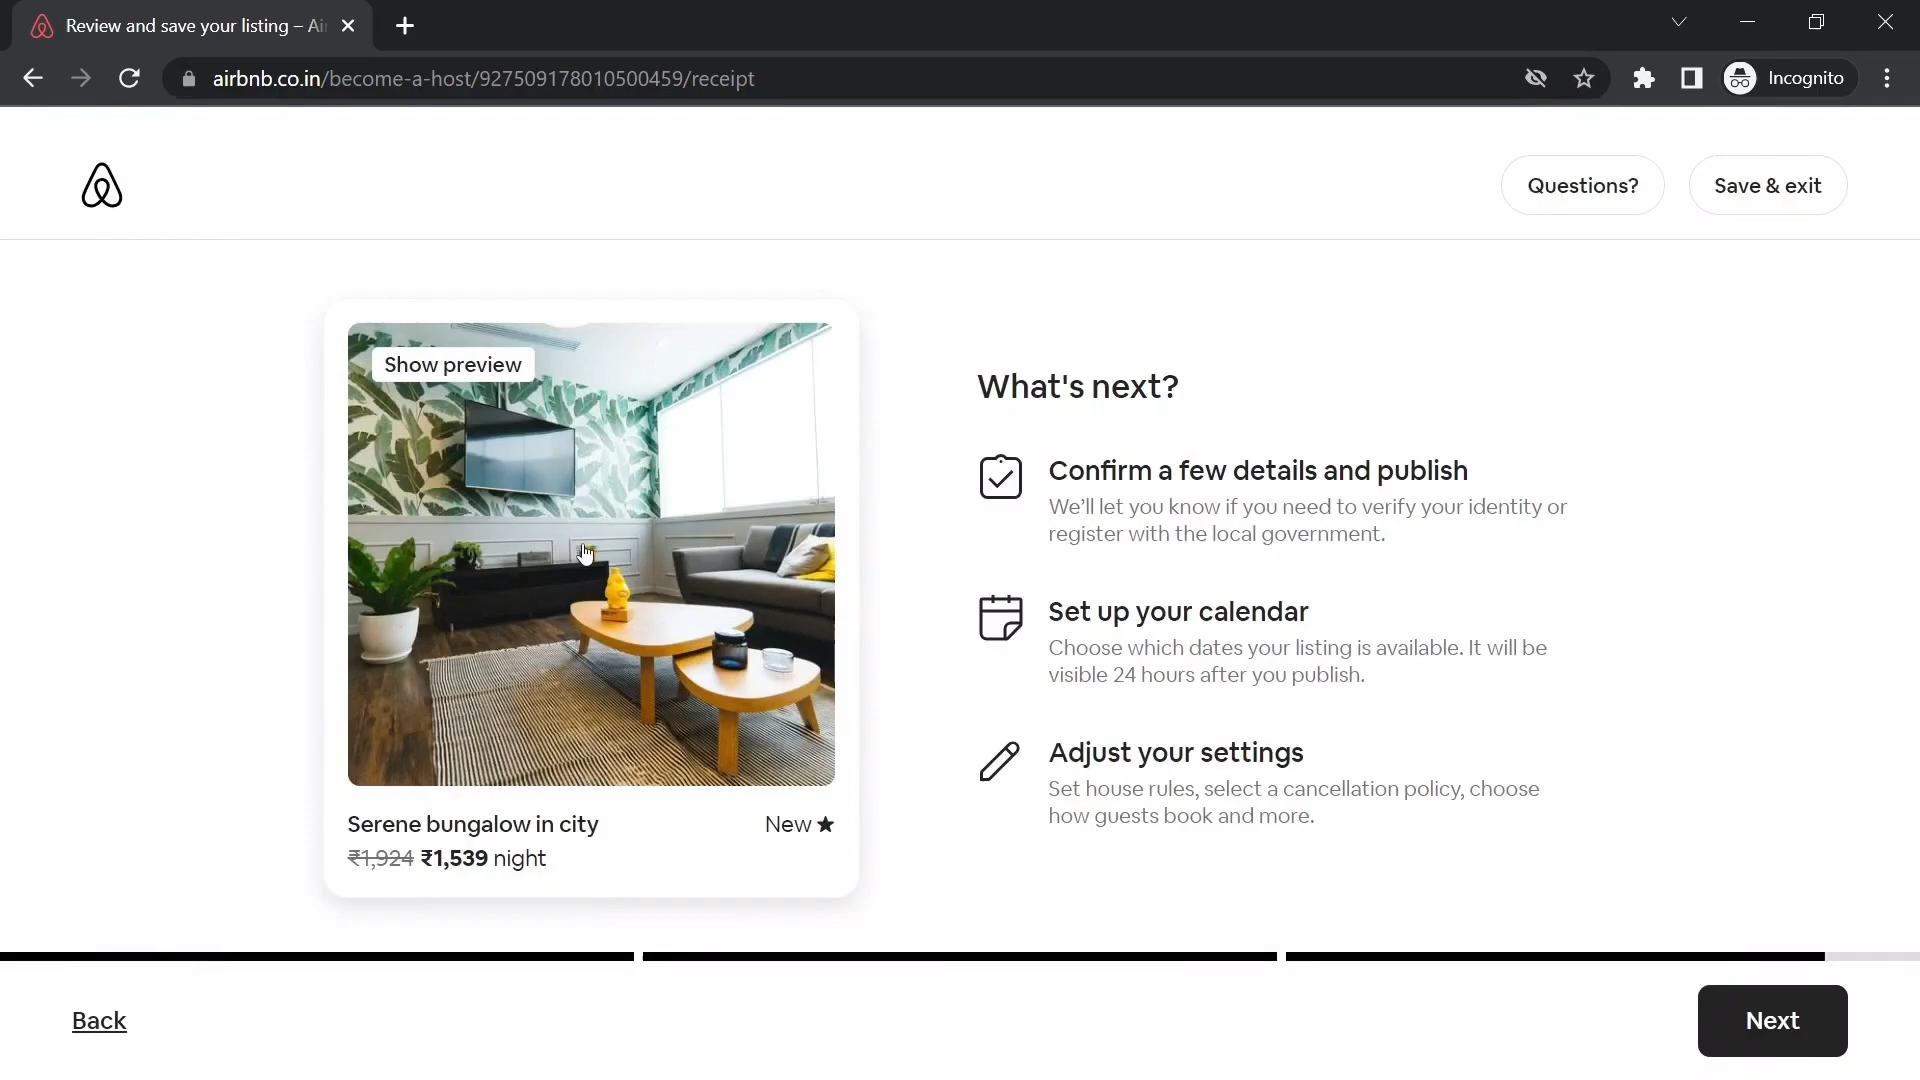 Review and save your listing – Ai
airbnb.co.in/become-a-host/927509178010500459/receipt
Incognito
Questions?
Save & exit
Show preview
Serene bungalow in city
New ★
₹1,924 ₹1,539 night
What's next?
Confirm a few details and publish
We'll let you know if you need to verify your identity or
register with the local government.
Set up your calendar
Choose which dates your listing is available. It will be
visible 24 hours after you publish.
Adjust your settings
Set house rules, select a cancellation policy, choose
how guests book and more.
Back
Next